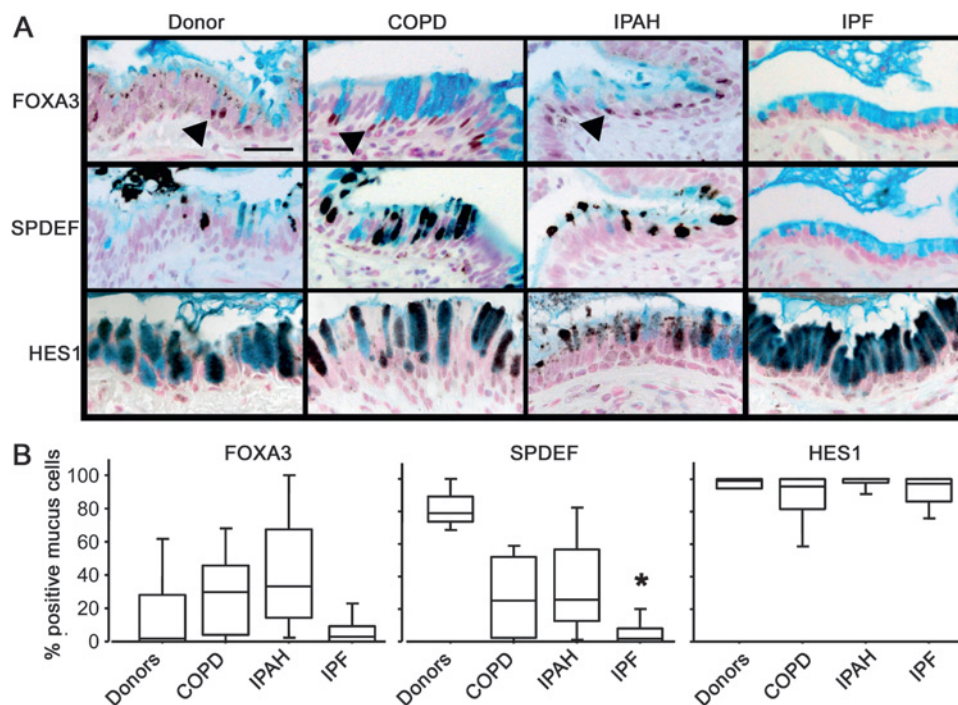 A
Donor COPD IPAH IPF
FOXA3
SPDEF
HES1
B
FOXA3 SPDEF HES1
% positive mucus cells
100
80
60
40
20
0
*
Donors COPD IPAH IPF
Donors COPD IPAH IPF
Donors COPD IPAH IPF